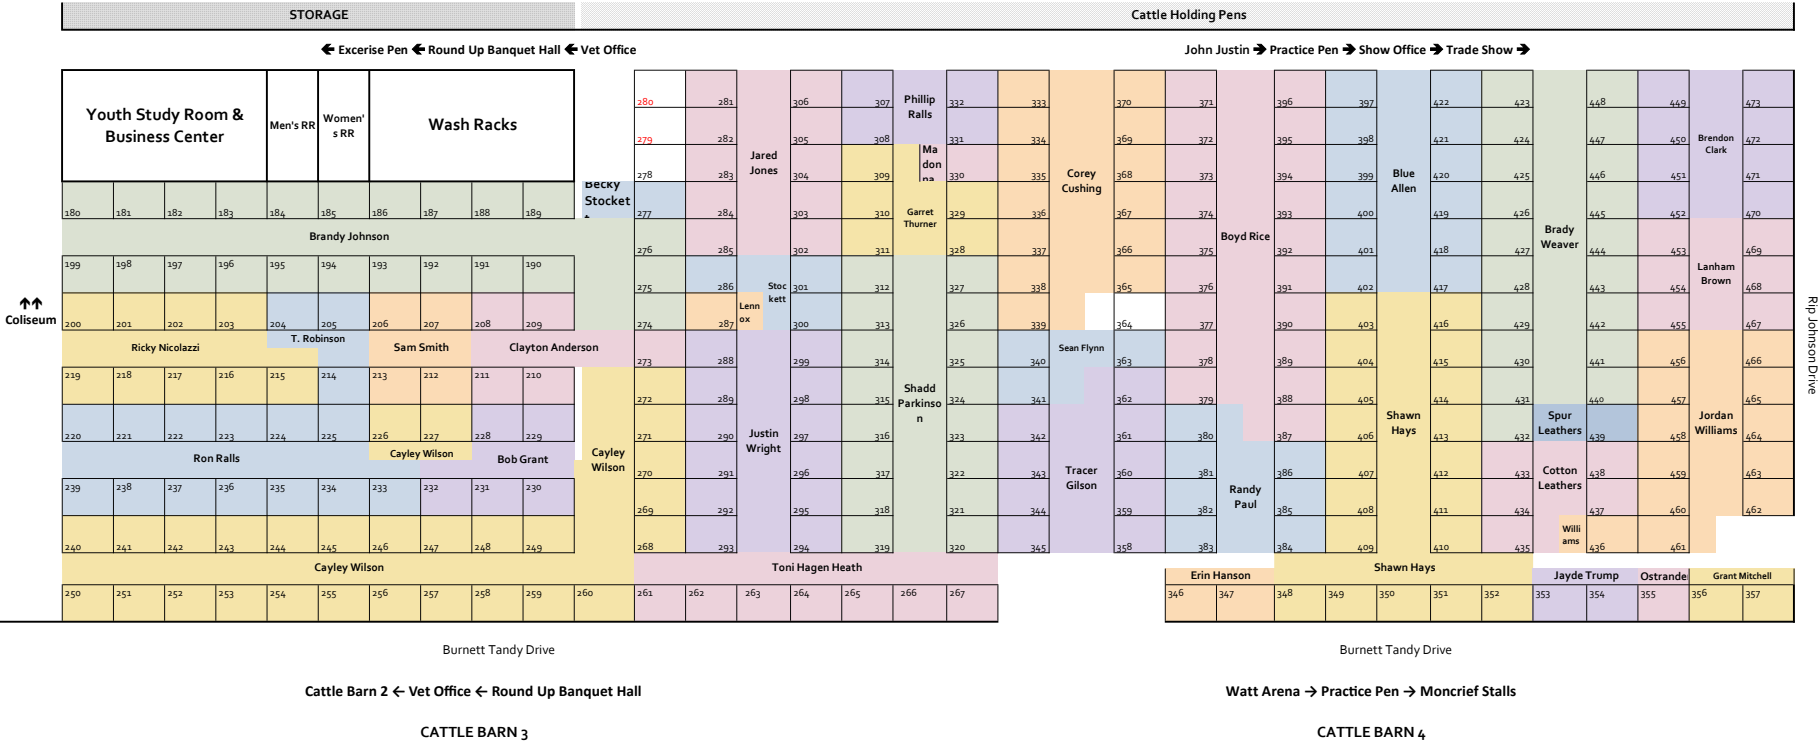 STORAGE Cattle Holding Pens
🡸 Excerise Pen 🡸 Round Up Banquet Hall 🡸 Vet Office John Justin 🡺 Practice Pen 🡺 Show Office 🡺 Trade Show 🡺
Youth Study Room &
Business Center
Men's RR
Women'
s RR
Wash Racks
280 281 306 307 332 333 370 371 396 397 422 423 448 449 473
Phillip
Ralls
279 282 305 308 331 334 369 372 395 398 421 424 447 450 472
Brendon
Clark
Jared
Jones
Ma
don
na
278 283 304 309 330 335 368 373 394 399 420 425 446 451 471
Corey
Cushing
Blue
Allen
Becky
Stocket
t
180 181 182 183 184 185 186 187 188 189 277 284 303 310 329 336 367 374 393 400 419 426 445 452 470
Garret
Thurner
Brandy Johnson
Boyd Rice
Brady
Weaver
276 285 302 311 328 337 366 375 392 401 418 427 444 453 469
199 198 197 196 195 194 193 192 191 190
275 286 301 312 327 338 365 376 391 402 417 428 443 454 468
Stoc
kett
Lanham
Brown
Lenn
ox
↑↑
Coliseum
200 201 202 203 204 205 206 207 208 209 274 287 300 313 326 339 364 377 390 403 416 429 442 455 467
Rip Johnson Drive
Ricky Nicolazzi
T. Robinson
Sam Smith
Clayton Anderson
Sean Flynn
273 288 299 314 325 340 363 378 389 404 415 430 441 456 466
219 218 217 216 215 214 213 212 211 210
272 289 298 315 324 341 362 379 388 405 414 431 440 457 465
Shadd
Parkinso
n
220 221 222 223 224 225 226 227 228 229 271 290 297 316 323 342 361 380 387 406 413 432 439 458 464
Justin
Wright
Shawn
Hays
Spur
Leathers
Jordan
Williams
Ron Ralls
Cayley Wilson
Bob Grant
Cayley
Wilson
270 291 296 317 322 343 360 381 386 407 412 433 438 459 463
Tracer
Gilson
Cotton
Leathers
239 238 237 236 235 234 233 232 231 230
269 292 295 318 321 344 359 382 385 408 411 434 437 460 462
Randy
Paul
Willi
ams
240 241 242 243 244 245 246 247 248 249 268 293 294 319 320 345 358 383 384 409 410 435 436 461
Cayley Wilson
Toni Hagen Heath
Erin Hanson
Shawn Hays
Jayde Trump
Ostrande
Grant Mitchell
250 251 252 253 254 255 256 257 258 259 260 261 262 263 264 265 266 267 346 347 348 349 350 351 352 353 354 355 356 357
Burnett Tandy Drive Burnett Tandy Drive
Cattle Barn 2 ← Vet Office ← Round Up Banquet Hall Watt Arena → Practice Pen → Moncrief Stalls
CATTLE BARN 3 CATTLE BARN 4